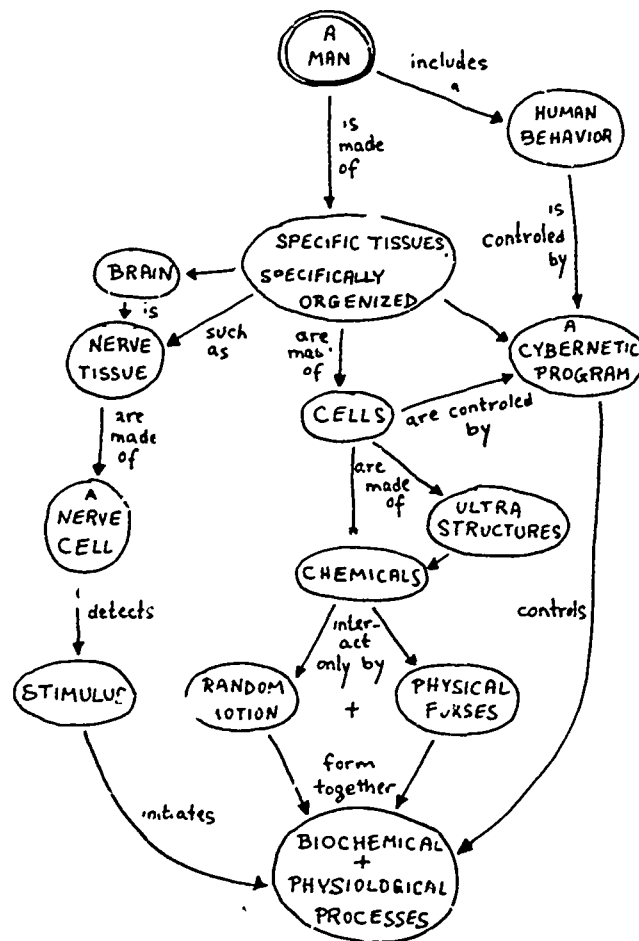 A
MAN
includes
a
HUMAN
BEHAVIOR
is
made
of
is
controled
by
SPECIFIC TISSUES
SPECIFICALLY
ORGENIZED
BRAIN
is
NERVE
TISSUE
such
as
are
made
of
A
CYBERNETIC
PROGRAM
CELLS
are controled
by
are
made
of
A
NERVE
CELL
are
made
of
ULTRA
STRUCTURES
CHEMICALS
detects
controls
inter-
act
only by
STIMULUS
RANDOM
MOTION
+
PHYSICAL
FORSES
form
together
initiates
BIOCHEMICAL
+
PHYSIOLOGICAL
PROCESSES